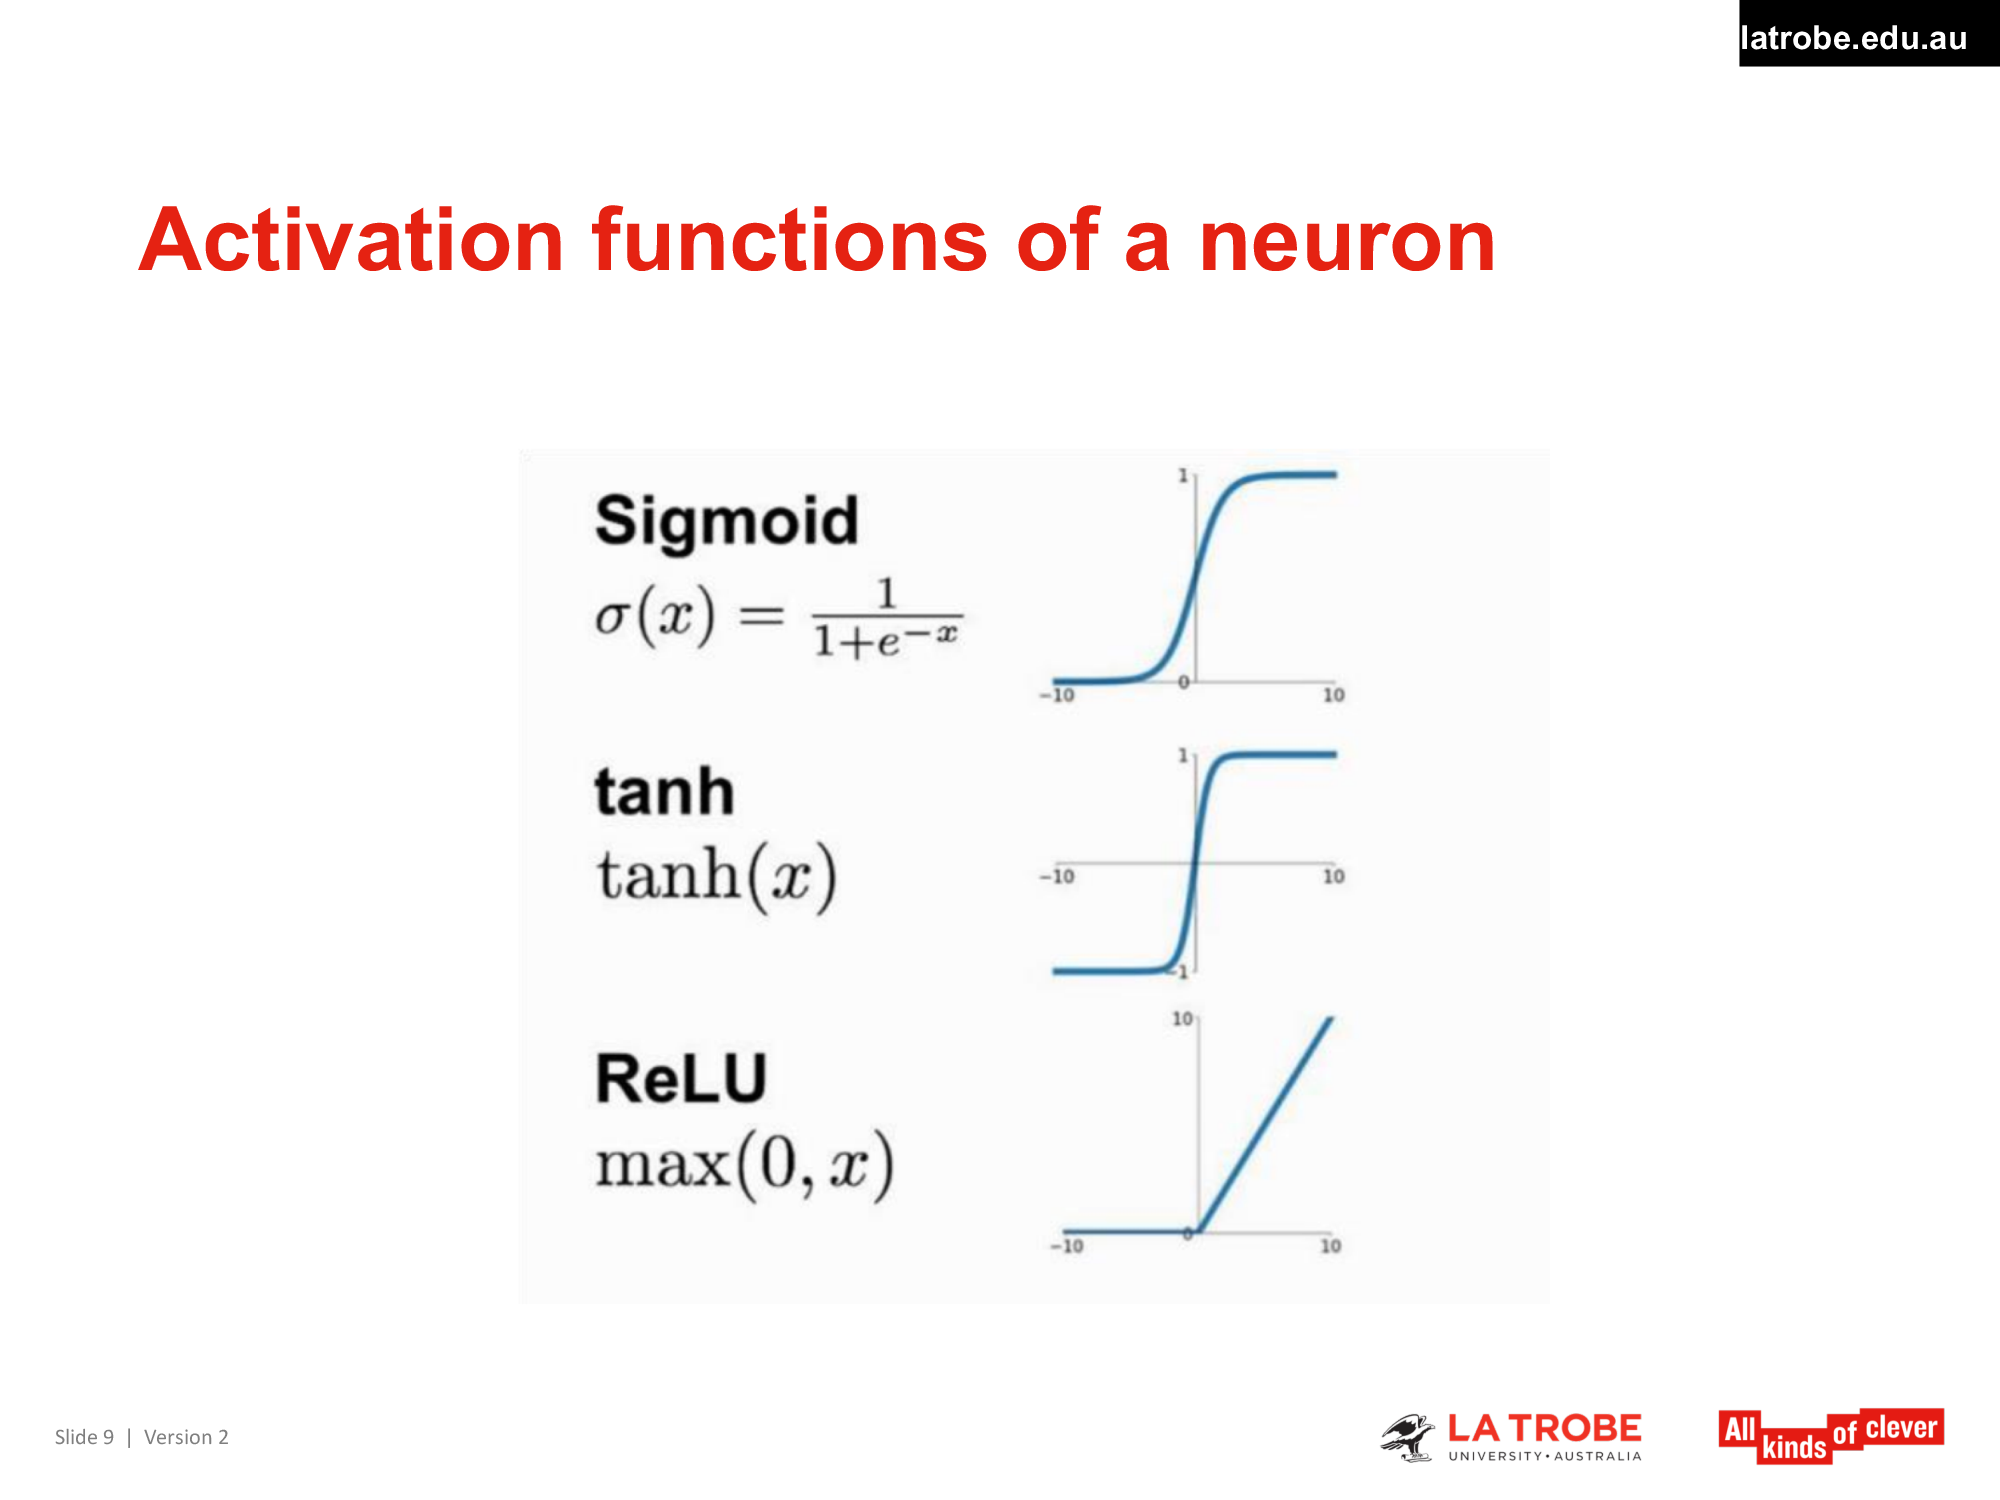 latrobe.edu.au
Activation functions of a neuron
Sigmoid
σ(x) = 1/(1+e^−x)
1
0
−10
10
tanh
tanh(x)
1
−10
10
−1
ReLU
max(0, x)
10
0
−10
10
Slide 9 | Version 2
LA TROBE
UNIVERSITY • AUSTRALIA
All kinds of clever